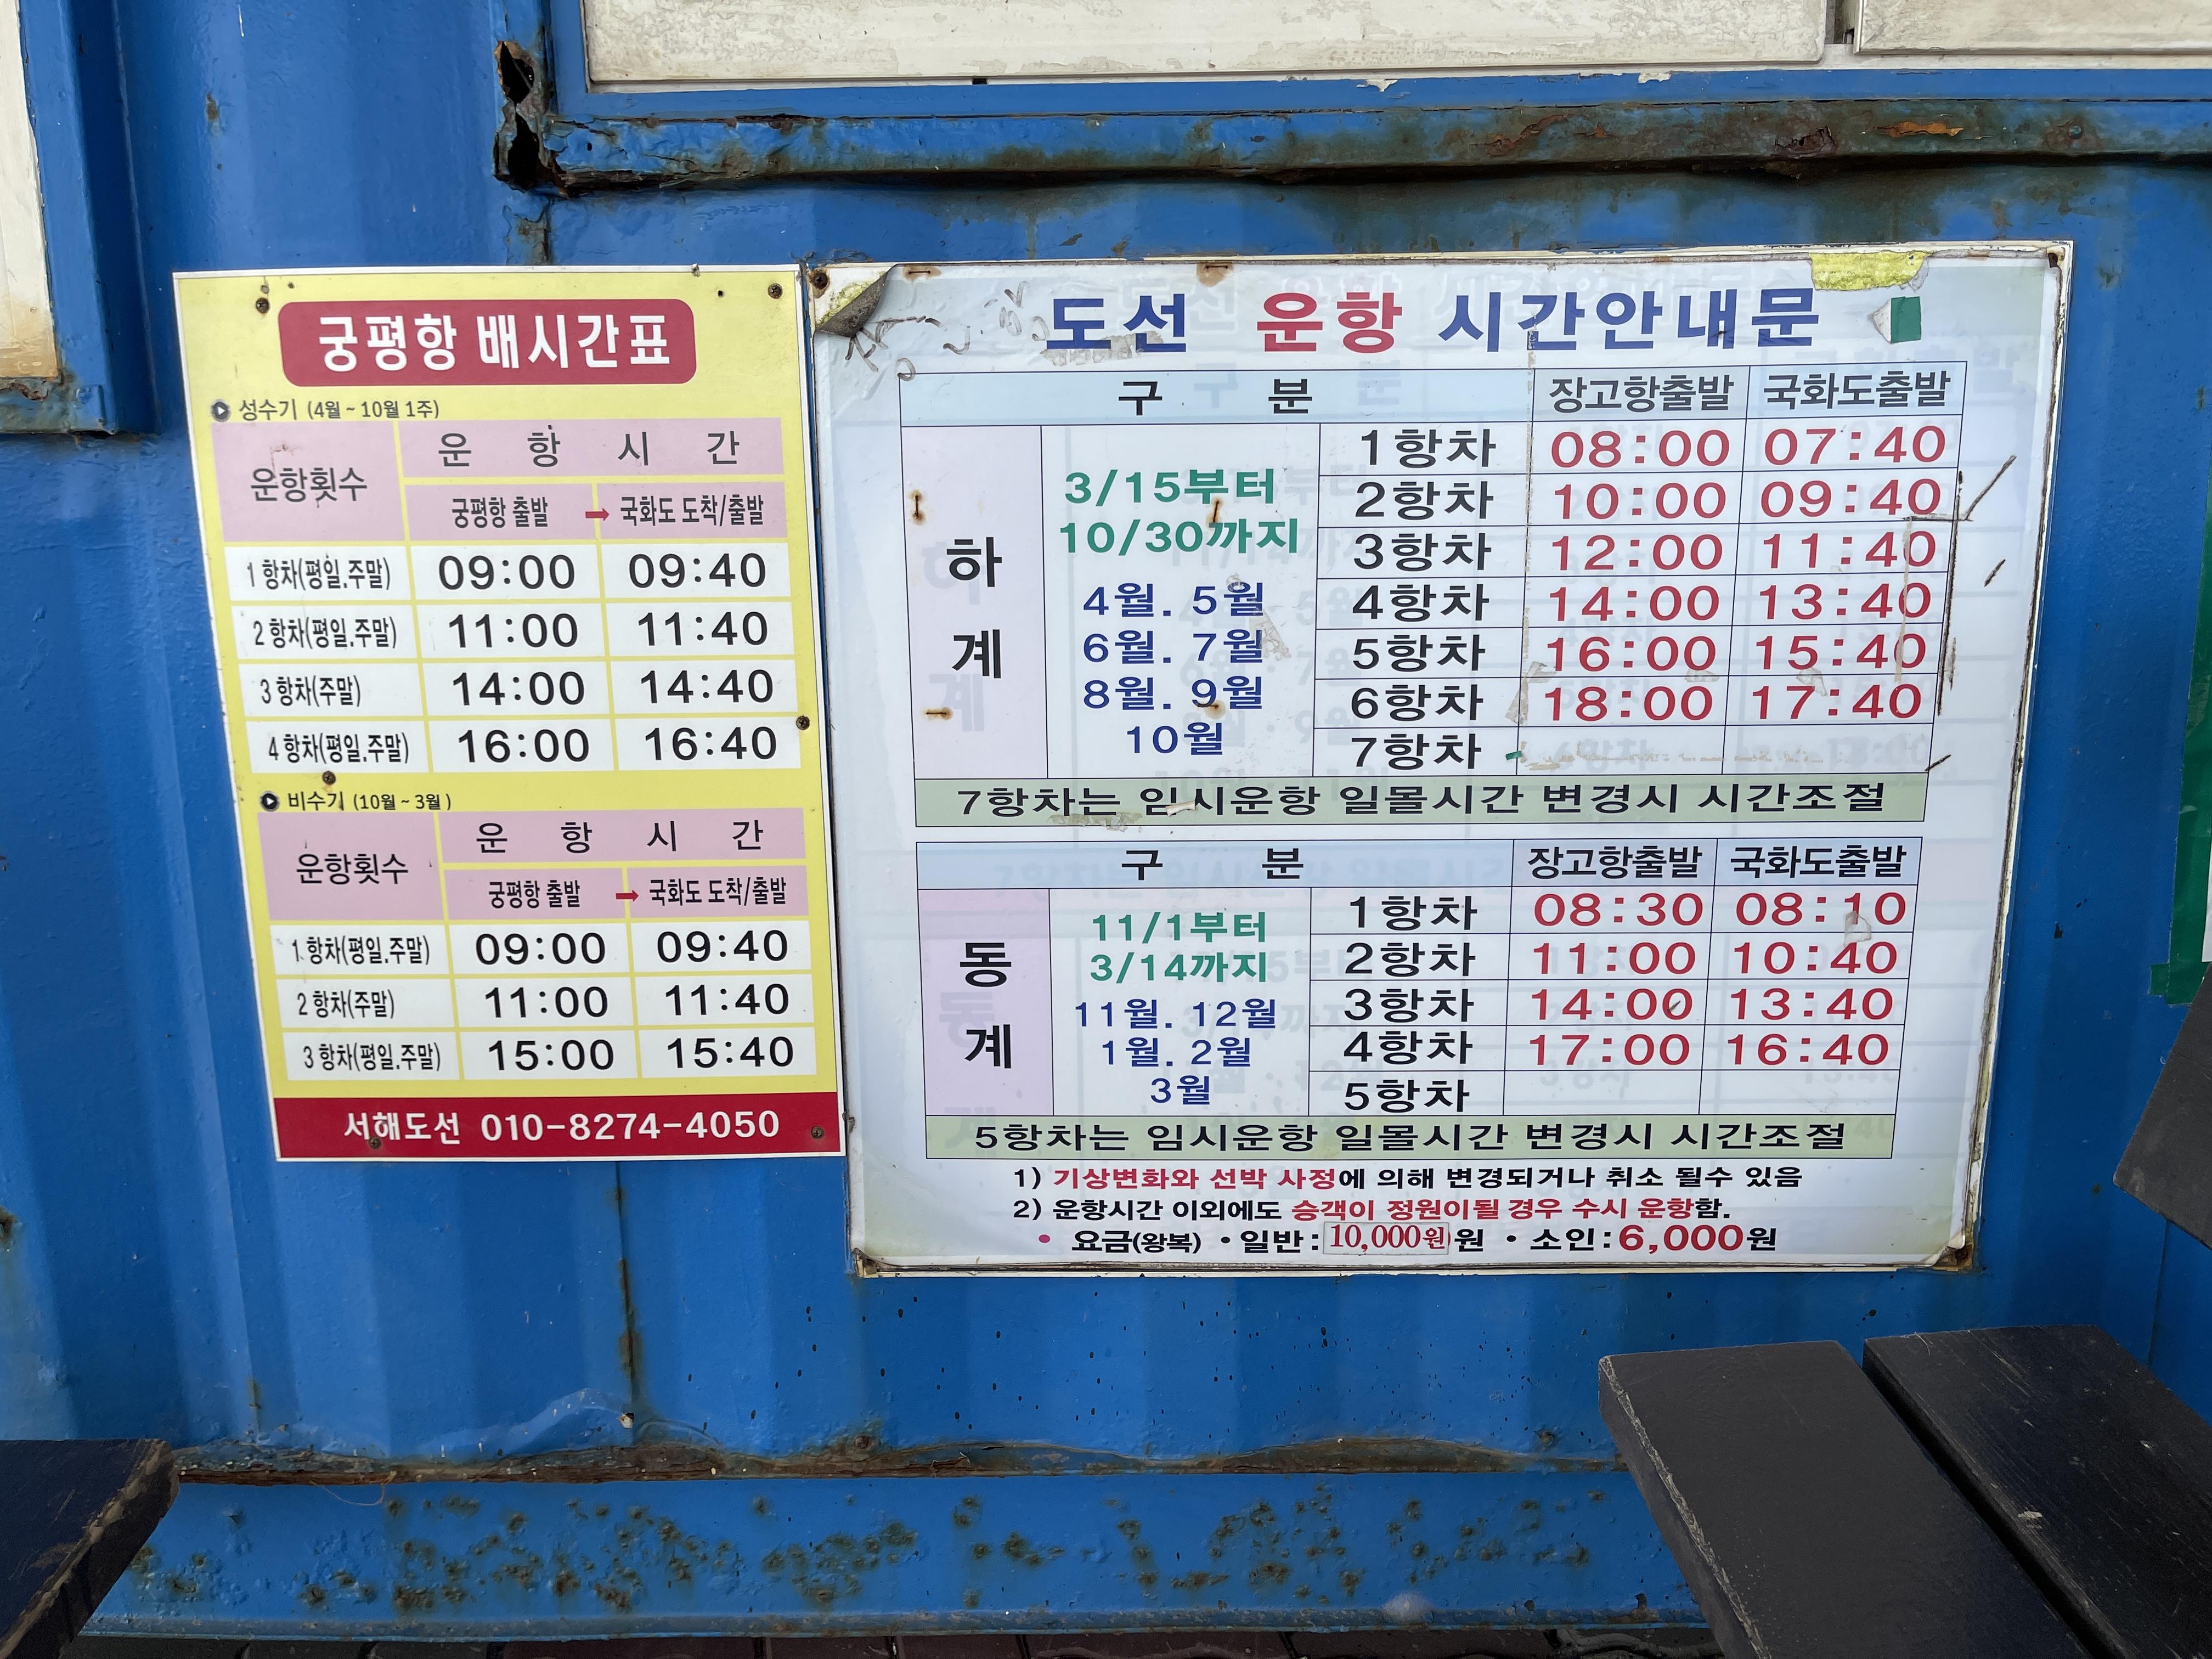 궁평항 배시간표
성수기 (4월 ~ 10월 1주)
운항횟수 운 항 시 간
궁평항 출발 → 국화도 도착/출발
1 항차(평일.주말) 09:00 09:40
2 항차(평일.주말) 11:00 11:40
3 항차(주말) 14:00 14:40
4 항차(평일.주말) 16:00 16:40
비수기 (10월 ~ 3월)
운항횟수 운 항 시 간
궁평항 출발 → 국화도 도착/출발
1 항차(평일.주말) 09:00 09:40
2 항차(주말) 11:00 11:40
3 항차(평일.주말) 15:00 15:40
서해도선 010-8274-4050
도선 운항 시간안내문
구 분 장고항출발 국화도출발
하계
3/15부터
10/30까지
4월. 5월
6월. 7월
8월. 9월
10월
1항차 08:00 07:40
2항차 10:00 09:40
3항차 12:00 11:40
4항차 14:00 13:40
5항차 16:00 15:40
6항차 18:00 17:40
7항차
7항차는 임시운항 일몰시간 변경시 시간조절
구 분 장고항출발 국화도출발
동계
11/1부터
3/14까지
11월. 12월
1월. 2월
3월
1항차 08:30 08:10
2항차 11:00 10:40
3항차 14:00 13:40
4항차 17:00 16:40
5항차
5항차는 임시운항 일몰시간 변경시 시간조절
1) 기상변화와 선박 사정에 의해 변경되거나 취소 될수 있음
2) 운항시간 이외에도 승객이 정원이될 경우 수시 운항함.
• 요금(왕복) •일반:10,000원원 •소인:6,000원